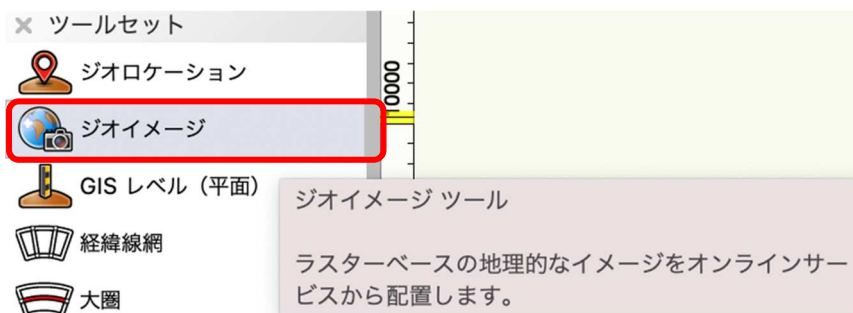 ツールセット
ジオロケーション
10000
ジオイメージ
GIS レベル（平面）
ジオイメージ ツール
経緯線網
ラスターベースの地理的なイメージをオンラインサー
ビスから配置します。
大圏